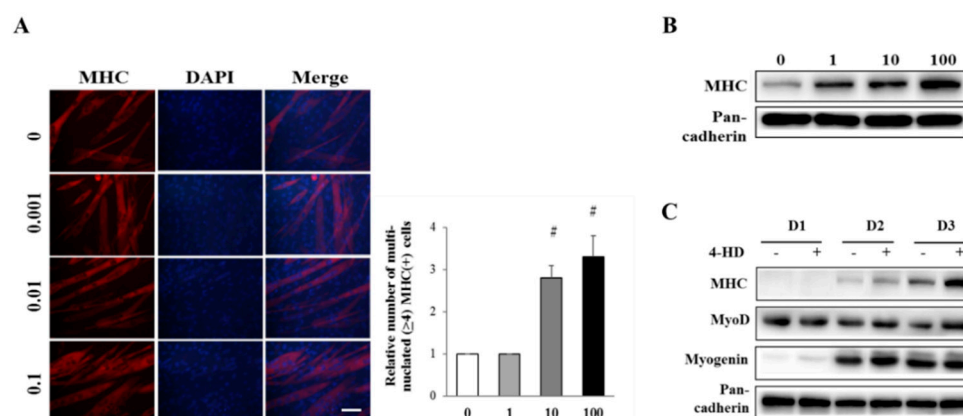 A
MHC DAPI Merge
0
0.001
0.01
0.1
Relative number of multi-
nucleated (≥4) MHC(+) cells
4
3
2
1
0
# #
0 1 10 100
B
0 1 10 100
MHC
Pan-
cadherin
C
D1 D2 D3
4-HD - + - + - +
MHC
MyoD
Myogenin
Pan-
cadherin